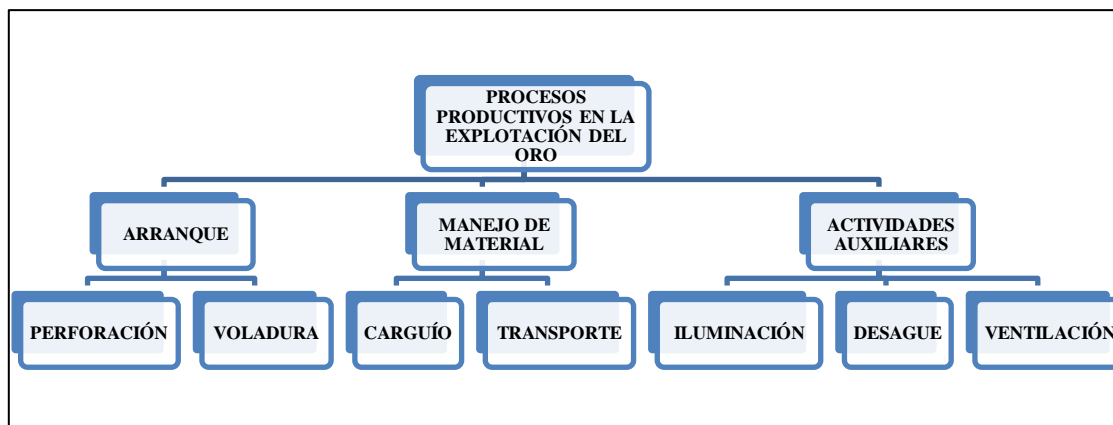 PROCESOS
PRODUCTIVOS EN LA
EXPLOTACIÓN DEL
ORO
ARRANQUE
MANEJO DE
MATERIAL
ACTIVIDADES
AUXILIARES
PERFORACIÓN
VOLADURA
CARGUÍO
TRANSPORTE
ILUMINACIÓN
DESAGUE
VENTILACIÓN